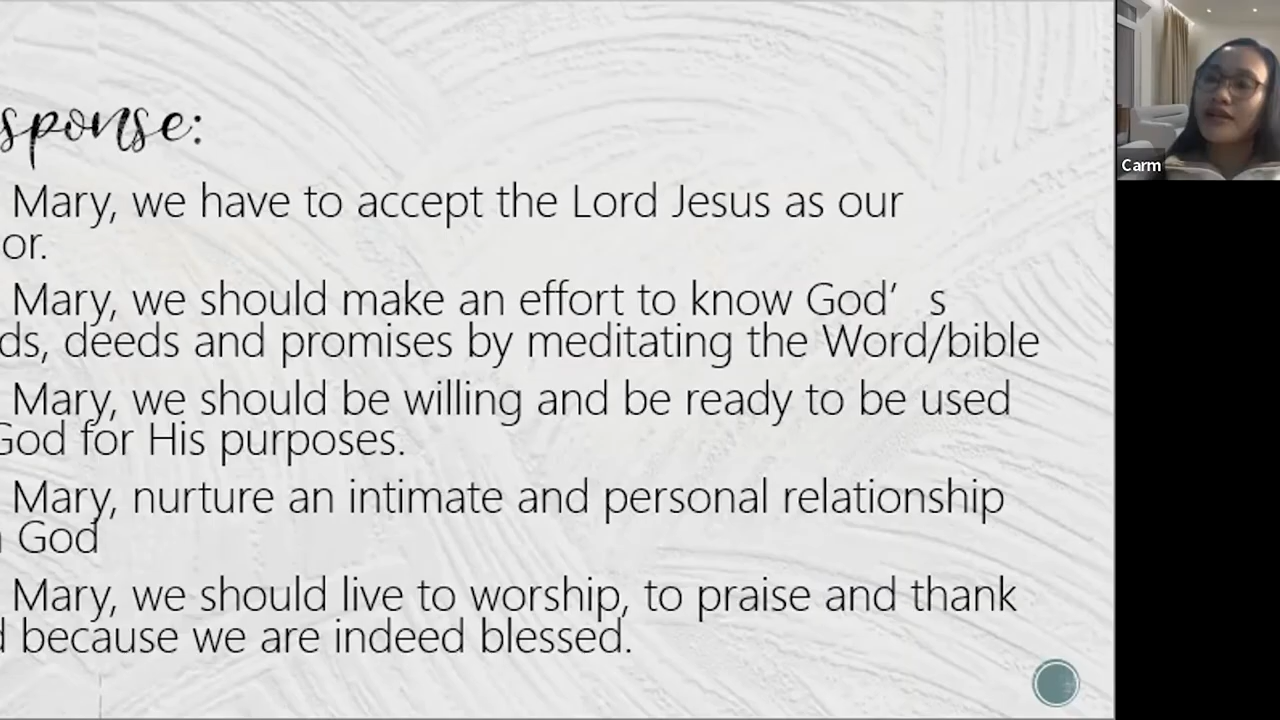 sponse:
Mary, we have to accept the Lord Jesus as our
or.
Mary, we should make an effort to know God’ s
ds, deeds and promises by meditating the Word/bible
Mary, we should be willing and be ready to be used
God for His purposes.
Mary, nurture an intimate and personal relationship
God
Mary, we should live to worship, to praise and thank
because we are indeed blessed.
Carm